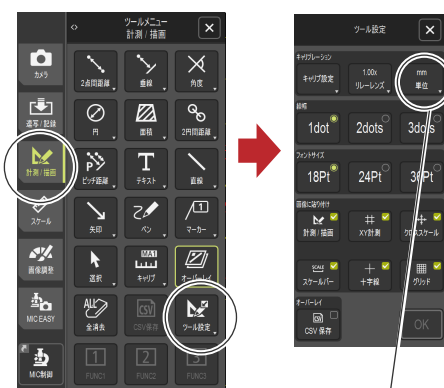 カメラ
還写/記録
計測/描画
スケール
画像調整
MIC EASY
MIC制御
ツールメニュー
計測 / 描画
2点間距離
垂線
角度
円
面積
2円間距離
P
ピッチ距離
T
テキスト
直線
矢印
ペン
1
マーカー
選択
MA1
キャリブ
オーバーレイ
ALL
全消去
CSV
CSV保存
ツール設定
1
FUNC1
2
FUNC2
3
FUNC3
ツール設定
キャリブレーション
キャリブ設定
1.00x
リレーレンズ
mm
単位
線幅
1dot
2dots
3dots
フォントサイズ
18Pt
24Pt
36Pt
画像に貼り付け
計測 / 描画
XY計測
クロススケール
SCALE
スケールバー
十字線
グリッド
オーバーレイ
CSV 保存
OK